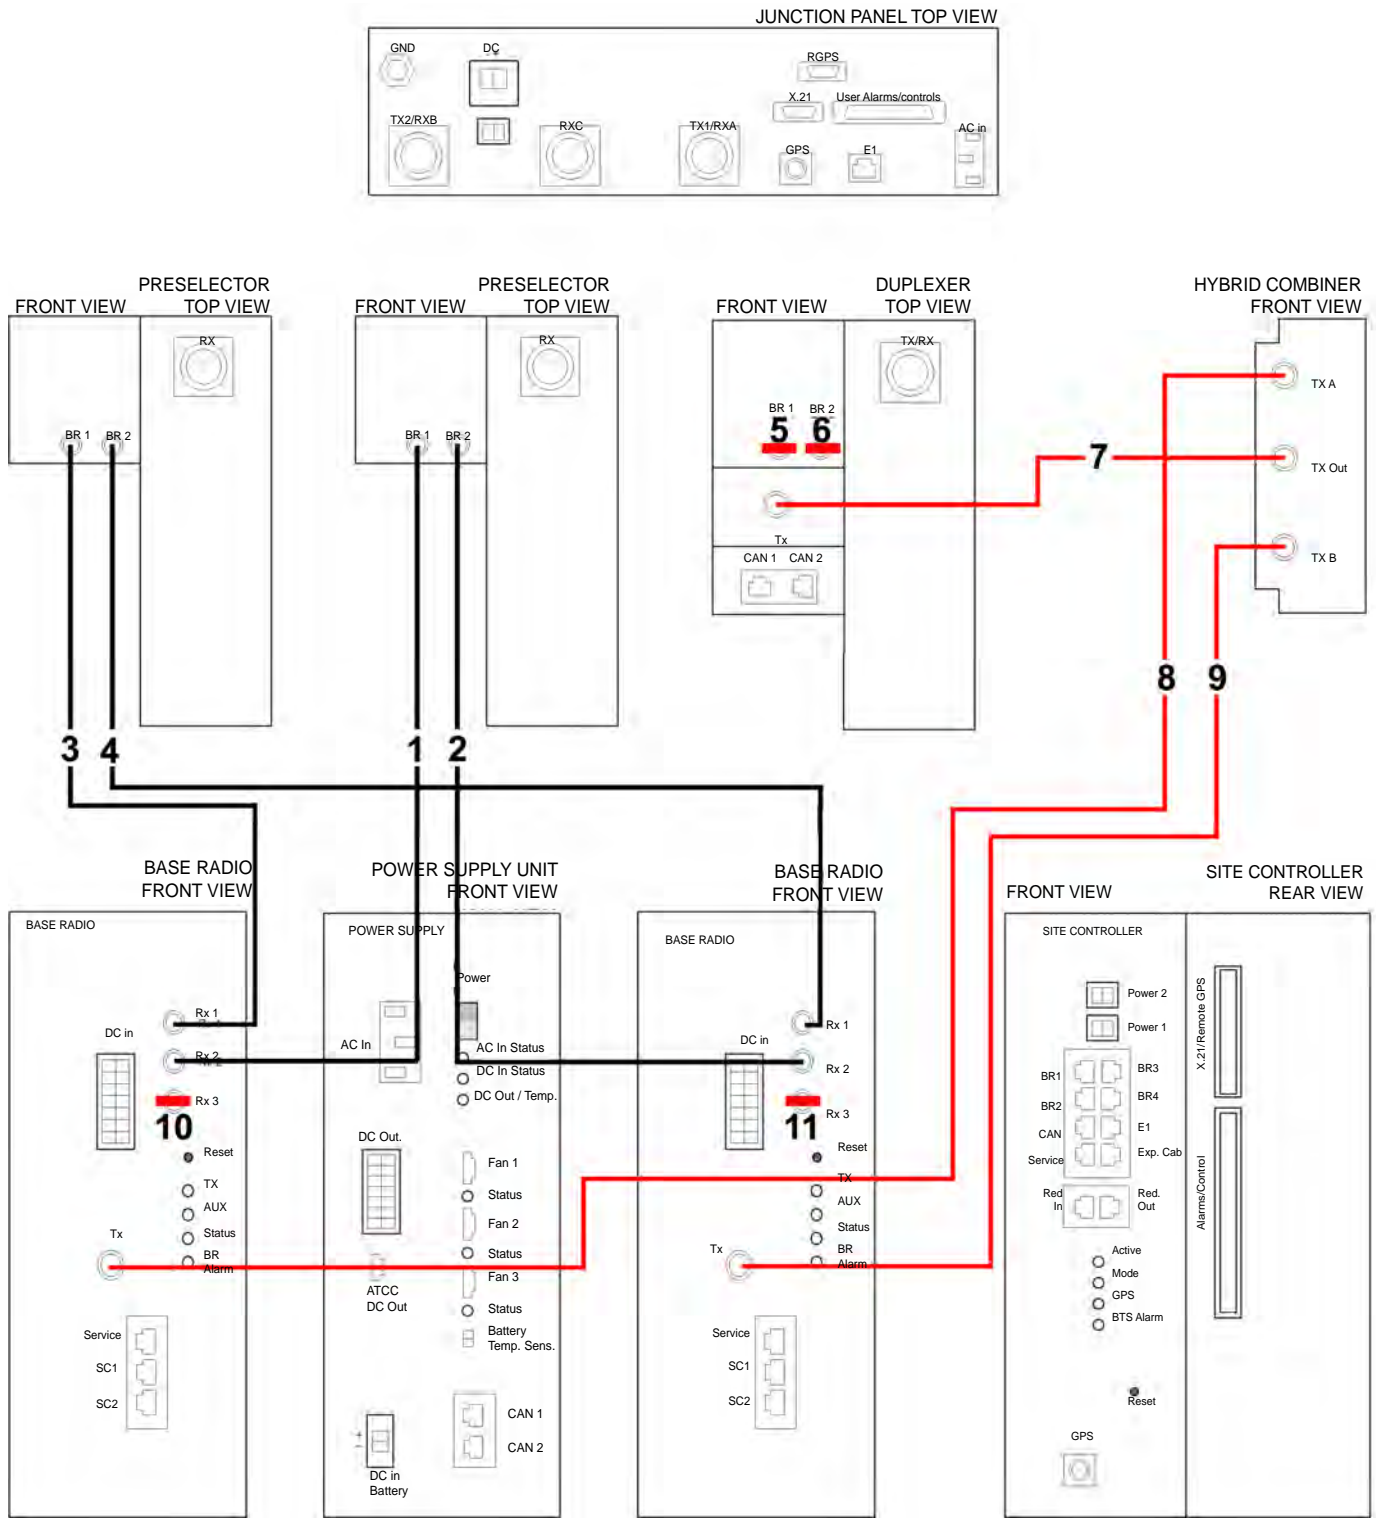 JUNCTION PANEL TOP VIEW
GND
DC
RGPS
X.21
User Alarms/controls
TX2/RXB
RXC
TX1/RXA
AC in
GPS
E1
PRESELECTOR
TOP VIEW
FRONT VIEW
RX
BR 1
BR 2
PRESELECTOR
TOP VIEW
FRONT VIEW
RX
BR 1
BR 2
DUPLEXER
TOP VIEW
FRONT VIEW
TX/RX
BR 1
BR 2
5
6
Tx
CAN 1
CAN 2
HYBRID COMBINER
FRONT VIEW
TX A
TX Out
TX B
7
8
9
3
4
1
2
BASE RADIO
FRONT VIEW
BASE RADIO
Rx 1
DC in
Rx 2
Rx 3
10
Reset
TX
AUX
Status
BR
Alarm
Tx
Service
SC1
SC2
POWER SUPPLY UNIT
FRONT VIEW
POWER SUPPLY
Power
AC In
AC In Status
DC In Status
DC Out / Temp.
DC Out.
Fan 1
Status
Fan 2
Status
Fan 3
Status
ATCC
DC Out
Battery
Temp. Sens.
+
–
CAN 1
CAN 2
DC in
Battery
BASE RADIO
FRONT VIEW
BASE RADIO
Rx 1
DC in
Rx 2
Rx 3
11
Reset
TX
AUX
Status
BR
Alarm
Tx
Service
SC1
SC2
SITE CONTROLLER
REAR VIEW
FRONT VIEW
SITE CONTROLLER
Power 2
Power 1
BR1
BR3
BR2
BR4
CAN
E1
Service
Exp. Cab
Red
In
Red.
Out
Active
Mode
GPS
BTS Alarm
Reset
GPS
X.21/Remote GPS
Alarms/Control